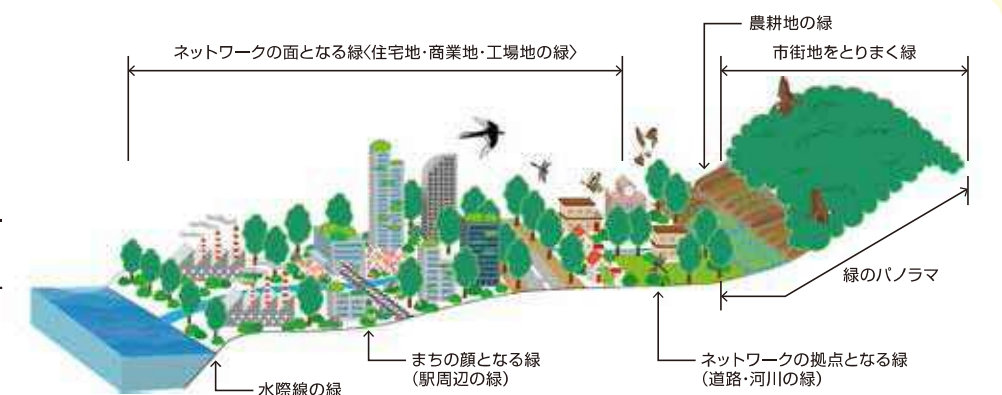 農耕地の緑
ネットワークの面となる緑〈住宅地・商業地・工場地の緑〉
市街地をとりまく緑
緑のパノラマ
まちの顔となる緑
(駅周辺の緑)
ネットワークの拠点となる緑
(道路・河川の緑)
水際線の緑